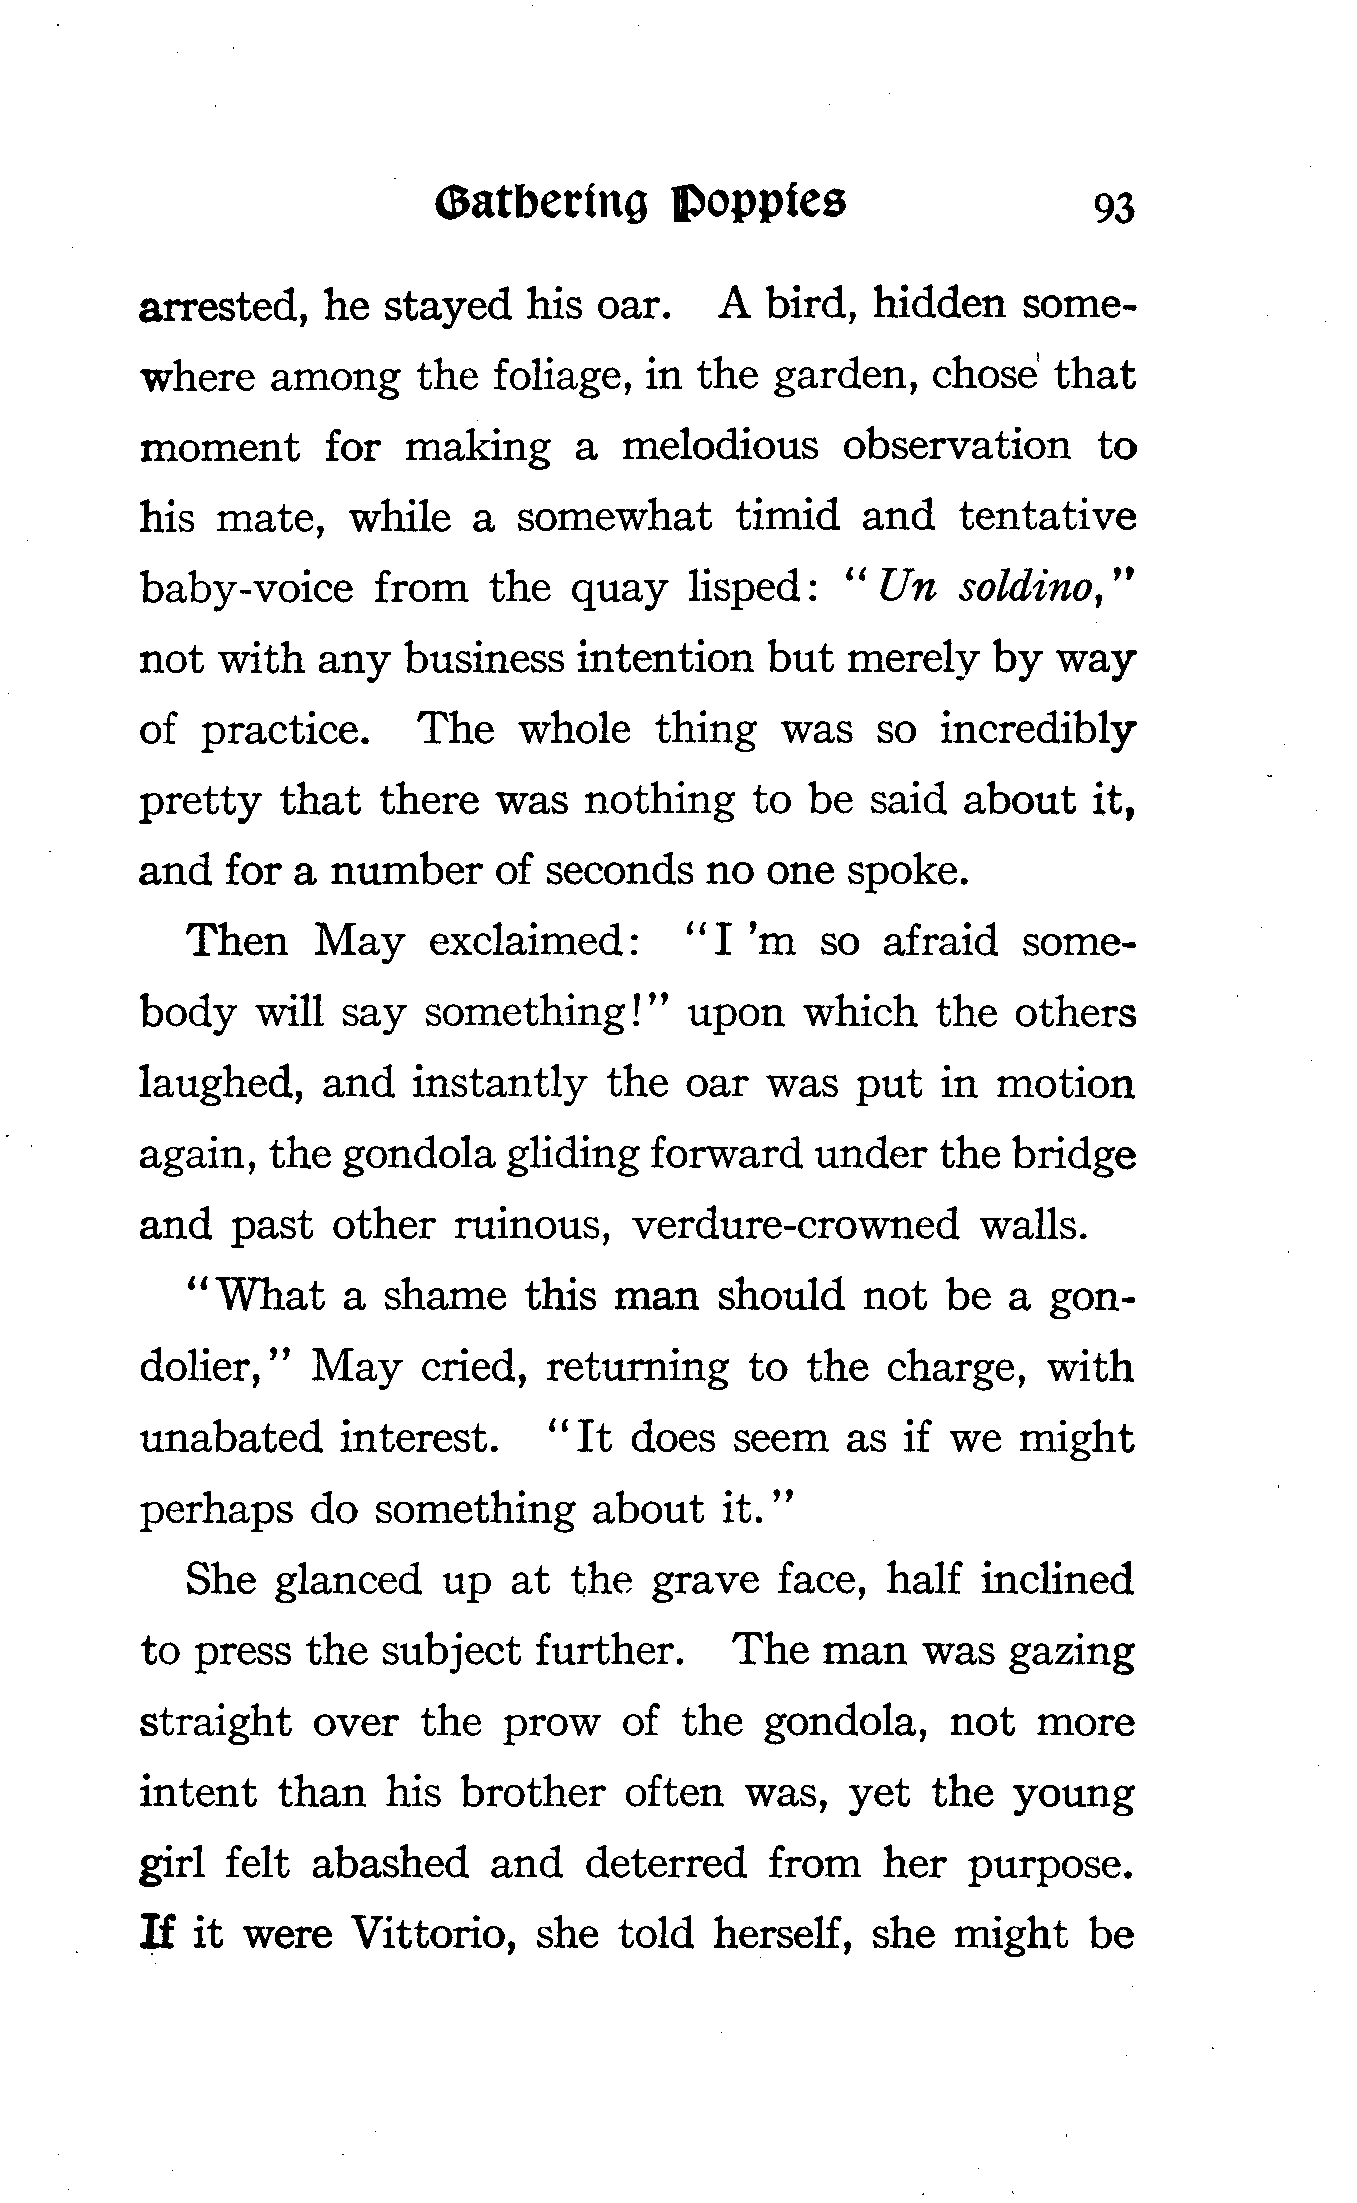 Gathering Poppies 93
arrested, he stayed his oar. A bird, hidden some-
where among the foliage, in the garden, chose that
moment for making a melodious observation to
his mate, while a somewhat timid and tentative
baby-voice from the quay lisped: "Un soldino,"
not with any business intention but merely by way
of practice. The whole thing was so incredibly
pretty that there was nothing to be said about it,
and for a number of seconds no one spoke.
Then May exclaimed: "I 'm so afraid some-
body will say something!" upon which the others
laughed, and instantly the oar was put in motion
again, the gondola gliding forward under the bridge
and past other ruinous, verdure-crowned walls.
"What a shame this man should not be a gon-
dolier," May cried, returning to the charge, with
unabated interest. "It does seem as if we might
perhaps do something about it."
She glanced up at the grave face, half inclined
to press the subject further. The man was gazing
straight over the prow of the gondola, not more
intent than his brother often was, yet the young
girl felt abashed and deterred from her purpose.
If it were Vittorio, she told herself, she might be